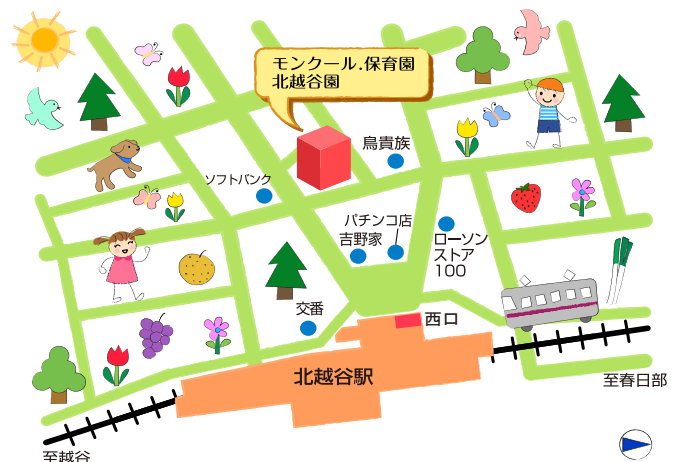 モンクール.保育園
北越谷園
鳥貴族
ソフトバンク
パチンコ店
吉野家
ローソン
ストア
100
交番
西口
北越谷駅
至春日部
至越谷